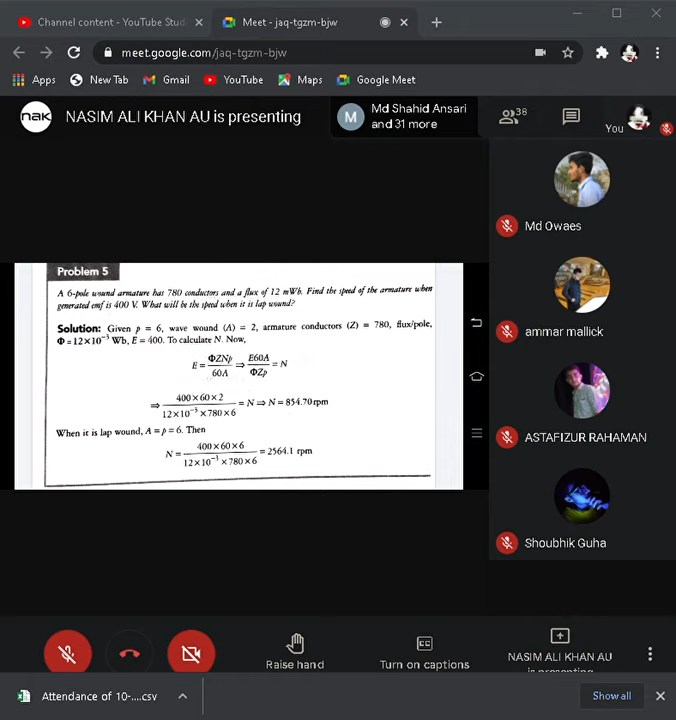 Channel content - YouTube Stud
Meet - jaq-tgzm-bjw
meet.google.com/jaq-tgzm-bjw
Apps New Tab Gmail YouTube Maps Google Meet
nak NASIM ALI KHAN AU is presenting
M Md Shahid Ansari
and 31 more
38
You
Md Owaes
ammar mallick
ASTAFIZUR RAHAMAN
Shoubhik Guha
Problem 5
A 6-pole wound armature has 780 conductors and a flux of 12 mWb. Find the speed of the armature when
generated emf is 400 V. What will be the speed when it is lap wound?
Solution: Given p = 6, wave wound (A) = 2, armature conductors (Z) = 780, flux/pole,
Φ = 12×10⁻³ Wb, E = 400. To calculate N. Now,
E = ΦZNp/60A ⇒ E60A/ΦZp = N
⇒ 400×60×2/12×10⁻³×780×6 = N ⇒ N = 854.70 rpm
When it is lap wound, A = p = 6. Then
N = 400×60×6/12×10⁻³×780×6 = 2564.1 rpm
Raise hand
Turn on captions
NASIM ALI KHAN AU
is presenting
Attendance of 10-....csv
Show all